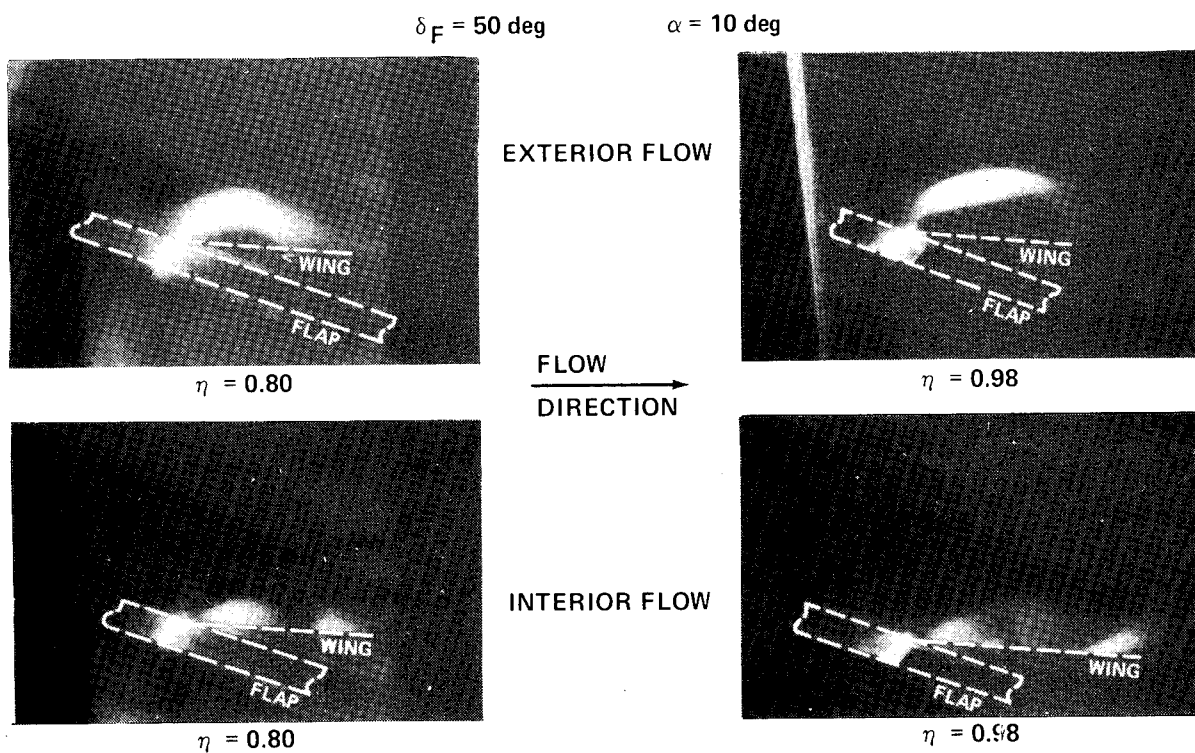 δF = 50 deg α = 10 deg
EXTERIOR FLOW
WING
FLAP
WING
FLAP
η = 0.80
FLOW
DIRECTION
η = 0.98
INTERIOR FLOW
WING
FLAP
WING
FLAP
η = 0.80
η = 0.98